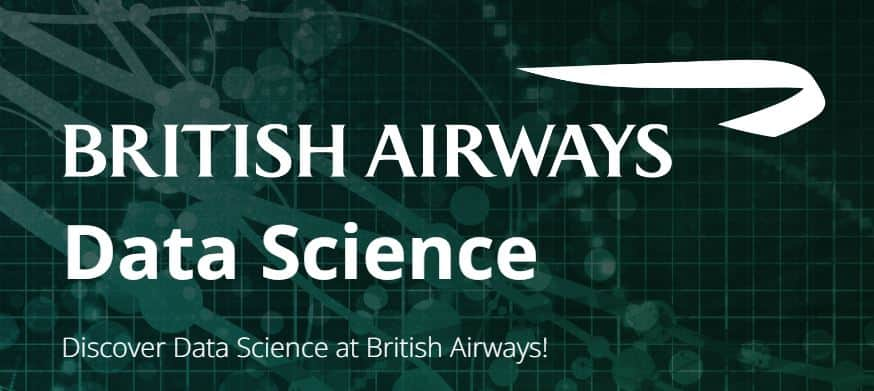 BRITISH AIRWAYS
Data Science
Discover Data Science at British Airways!